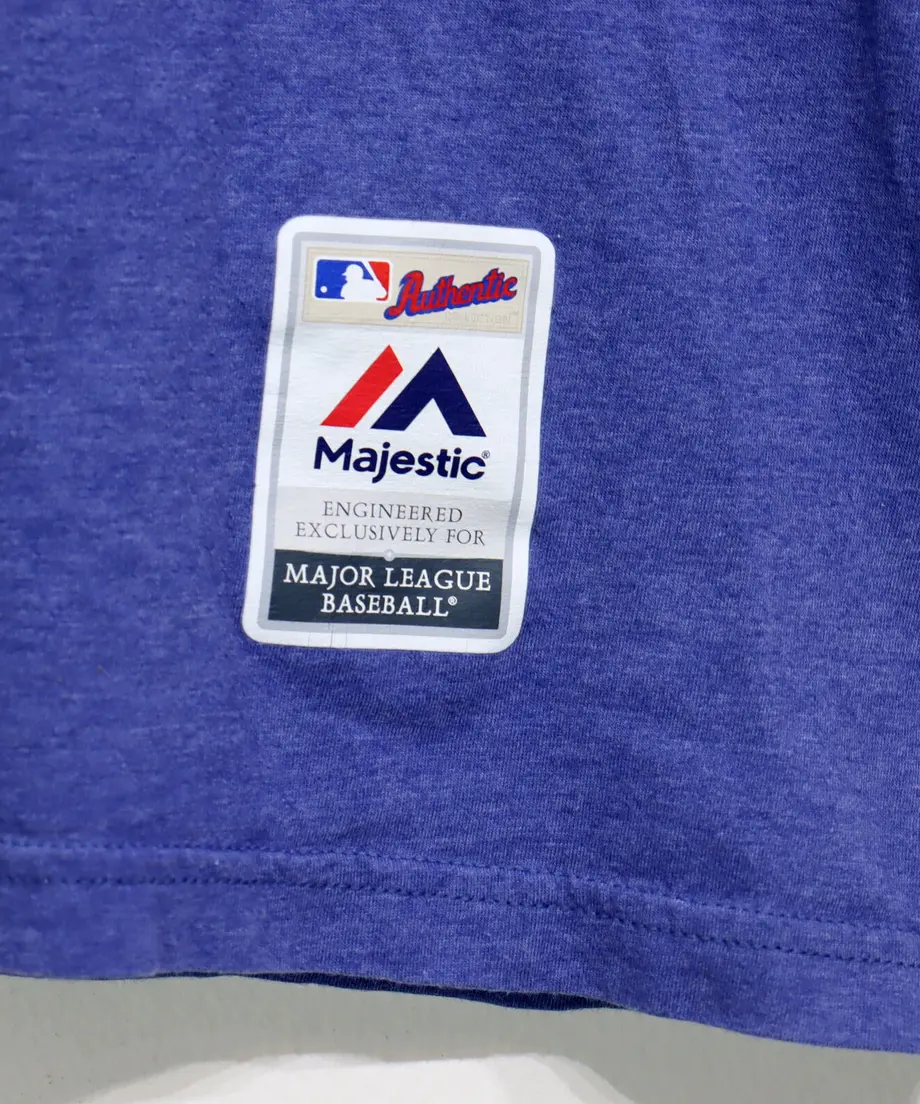 Authentic
Majestic®
ENGINEERED
EXCLUSIVELY FOR
MAJOR LEAGUE
BASEBALL®